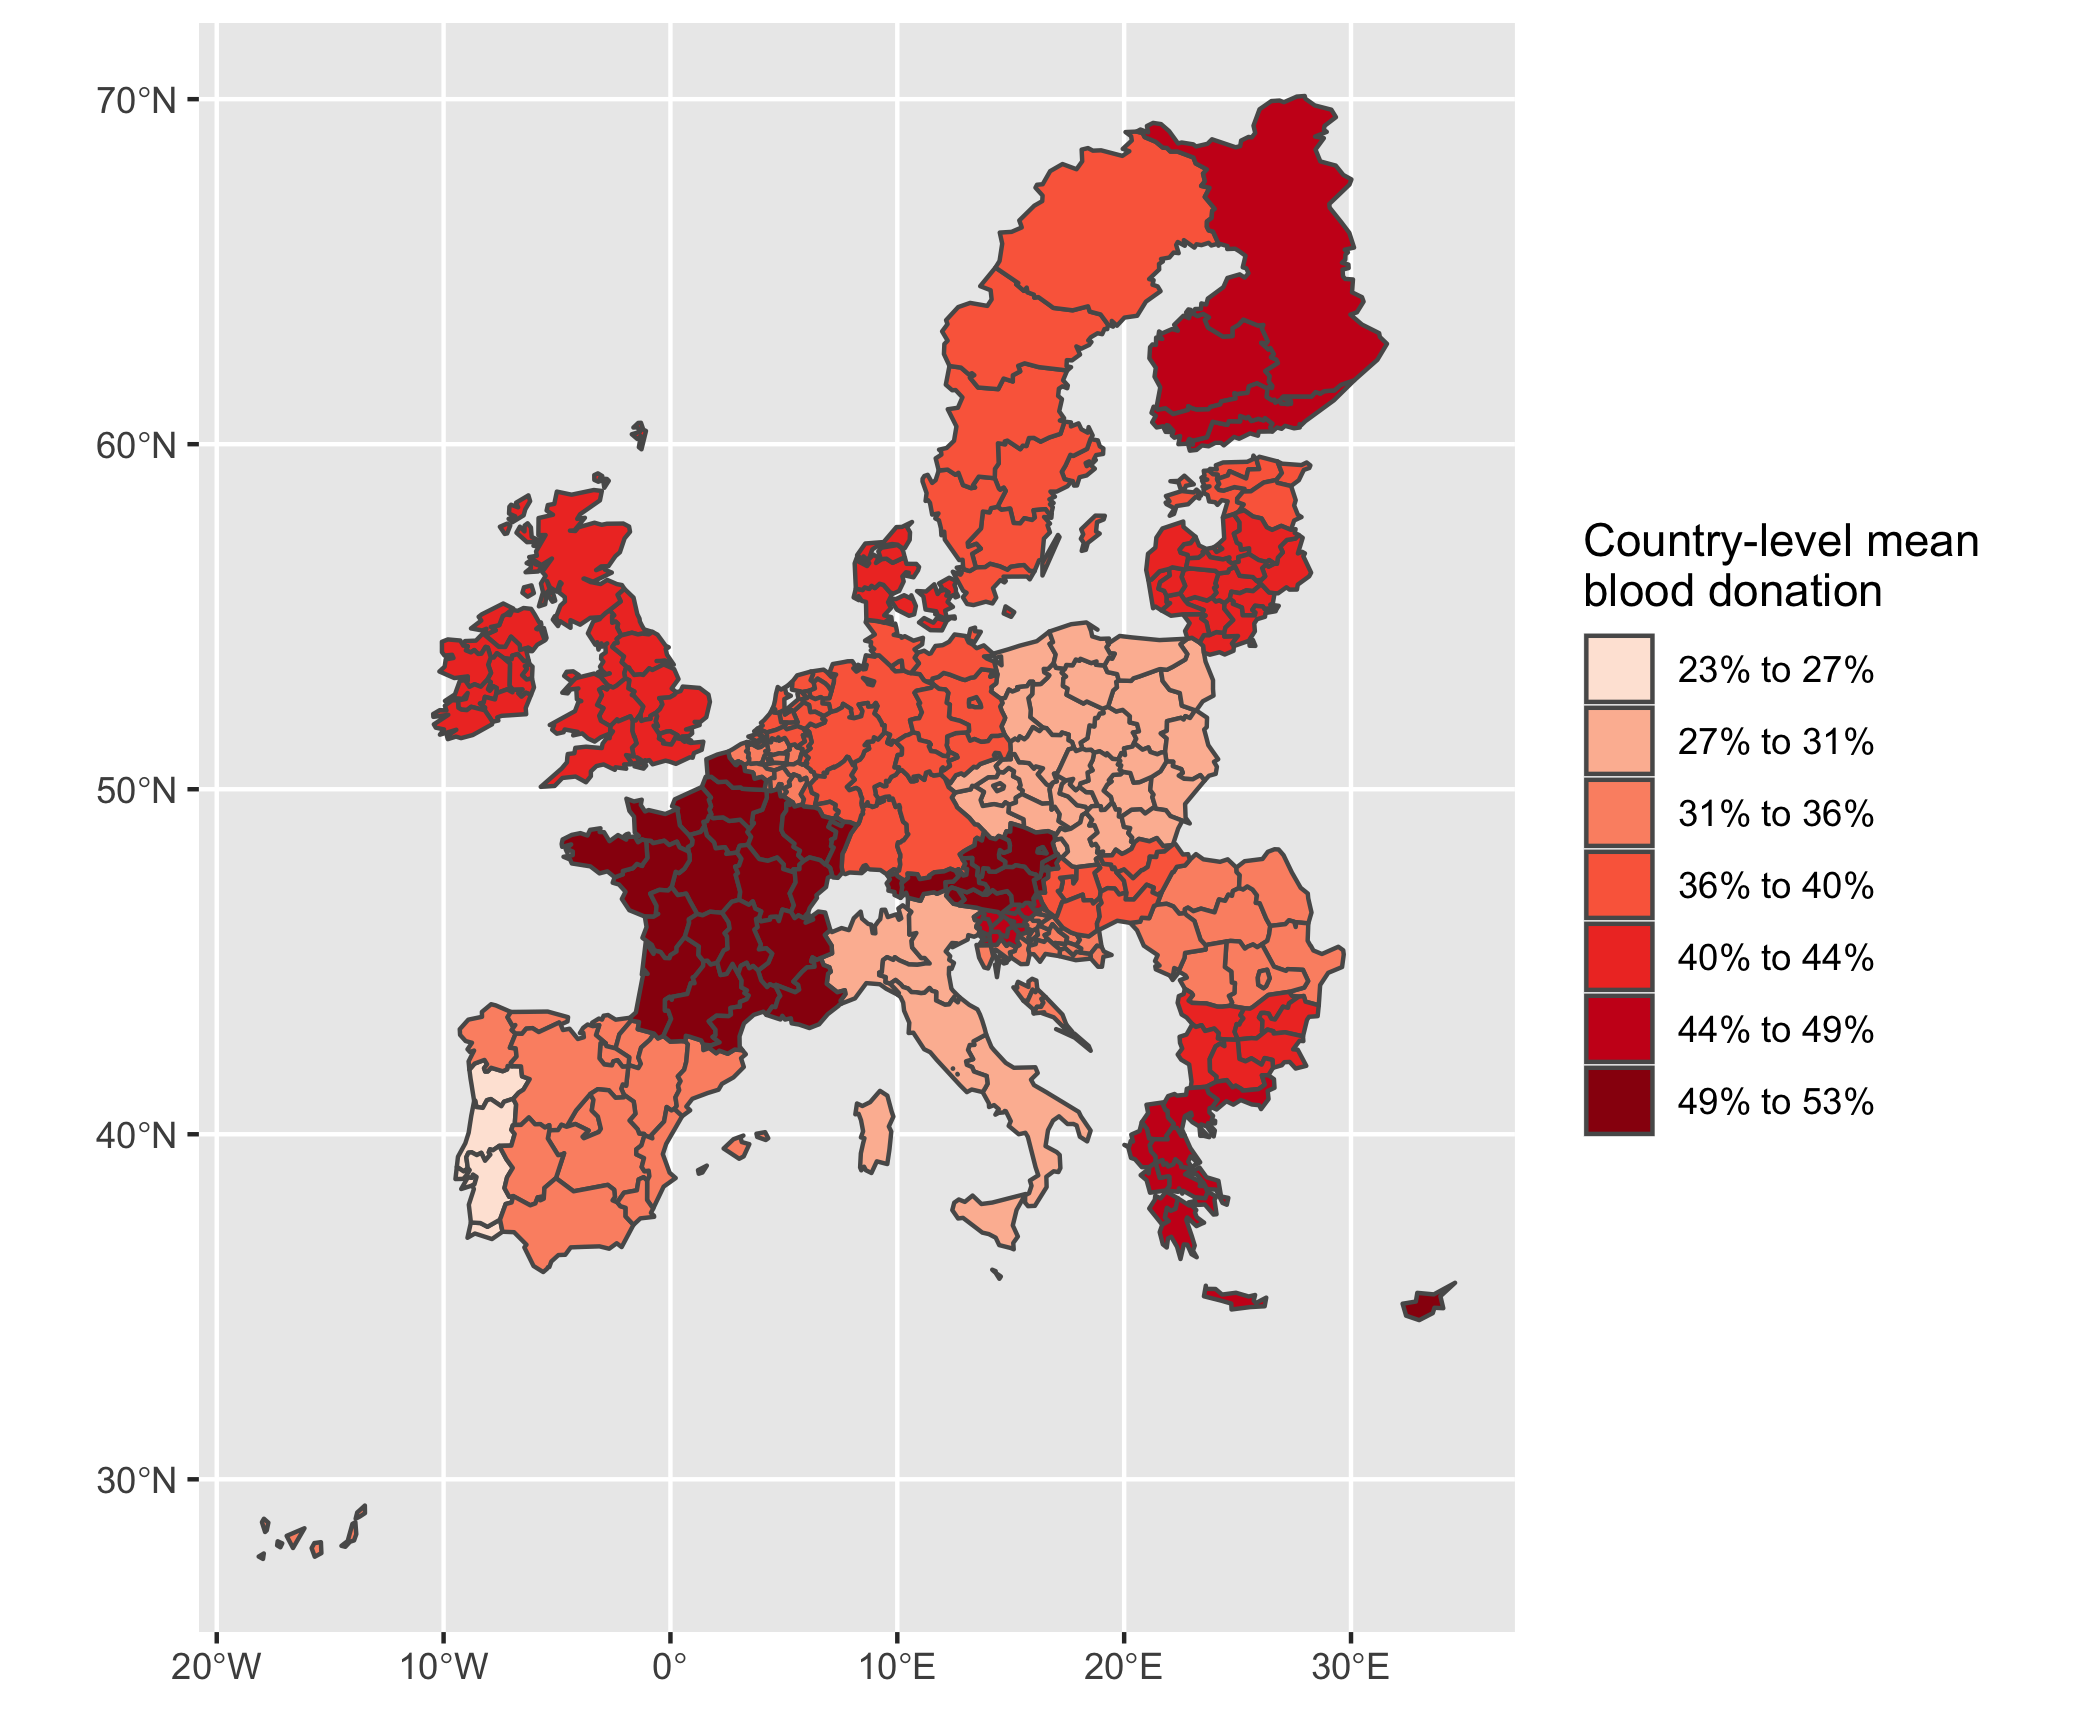 70°N
60°N
50°N
40°N
30°N
20°W 10°W 0° 10°E 20°E 30°E
Country-level mean
blood donation
23% to 27%
27% to 31%
31% to 36%
36% to 40%
40% to 44%
44% to 49%
49% to 53%